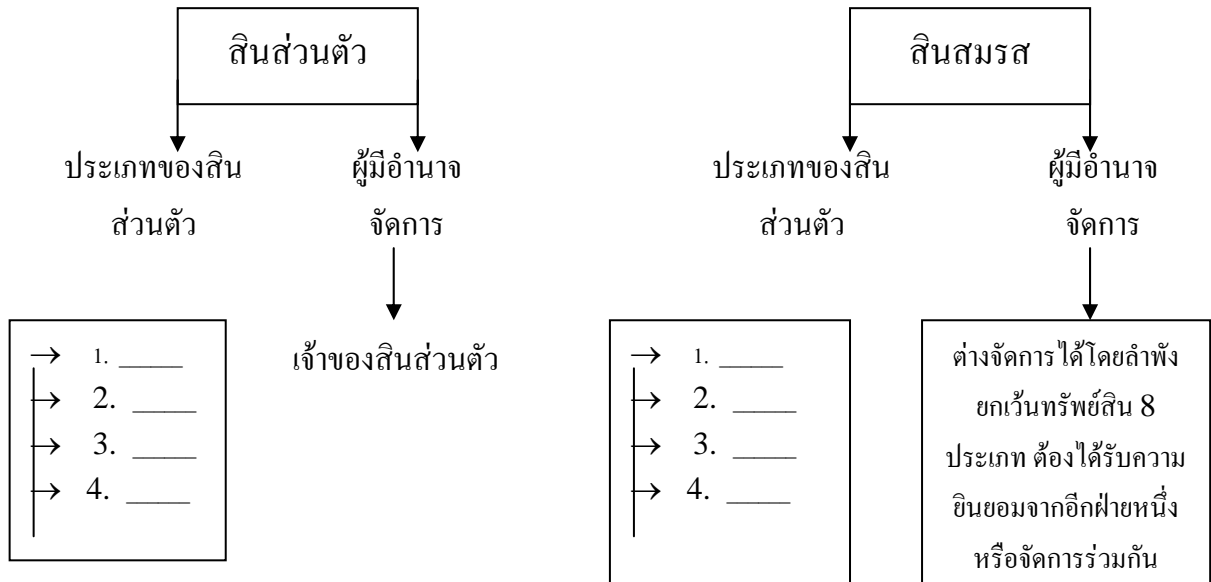 สินส่วนตัว
ประเภทของสิน
ส่วนตัว
ผู้มีอำนาจ
จัดการ
→ 1. _____
→ 2. _____
→ 3. _____
→ 4. _____
เจ้าของสินส่วนตัว
สินสมรส
ประเภทของสิน
ส่วนตัว
ผู้มีอำนาจ
จัดการ
→ 1. _____
→ 2. _____
→ 3. _____
→ 4. _____
ต่างจัดการได้โดยลำพัง
ยกเว้นทรัพย์สิน 8
ประเภท ต้องได้รับความ
ยินยอมจากอีกฝ่ายหนึ่ง
หรือจัดการร่วมกัน